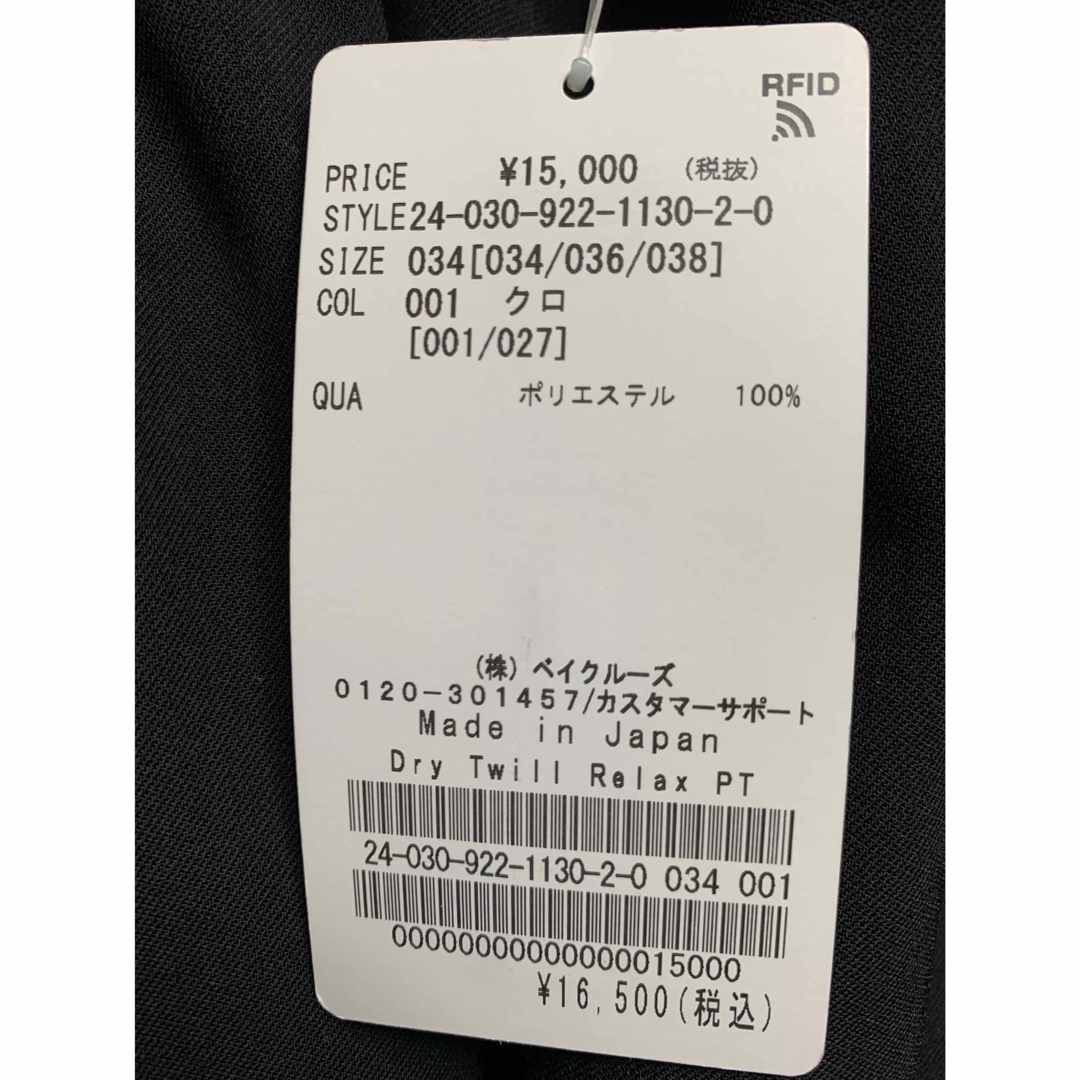 RFID
PRICE ¥15,000 (税抜)
STYLE 24-030-922-1130-2-0
SIZE 034[034/036/038]
COL 001 クロ
[001/027]
QUA ポリエステル 100%
(株) ベイクルーズ
0120-301457/カスタマーサポート
Made in Japan
Dry Twill Relax PT
24-030-922-1130-2-0 034 001
00000000000000015000
¥16,500(税込)